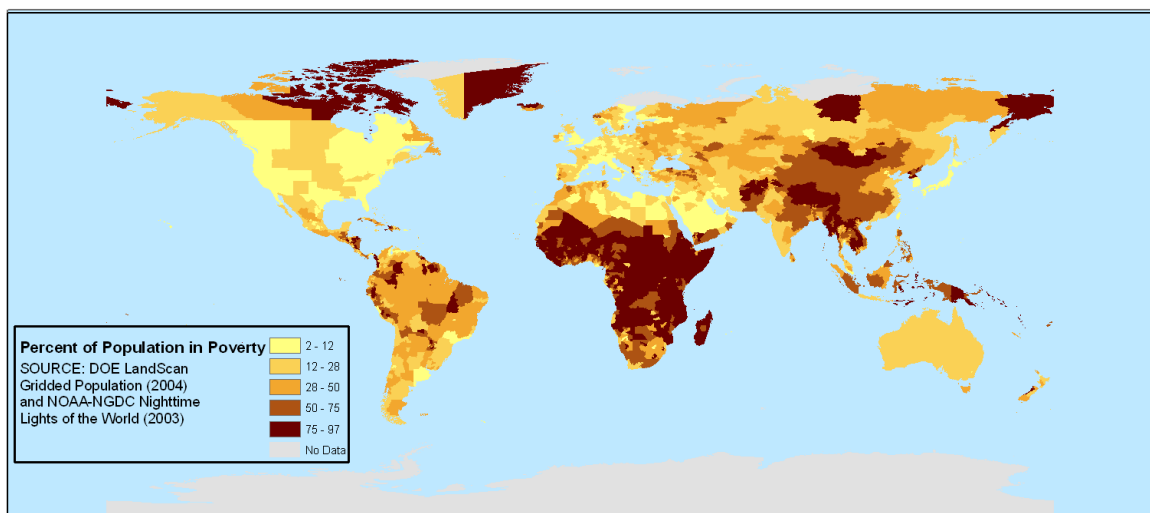 Percent of Population in Poverty
SOURCE: DOE LandScan
Gridded Population (2004)
and NOAA-NGDC Nighttime
Lights of the World (2003)
2 - 12
12 - 28
28 - 50
50 - 75
75 - 97
No Data